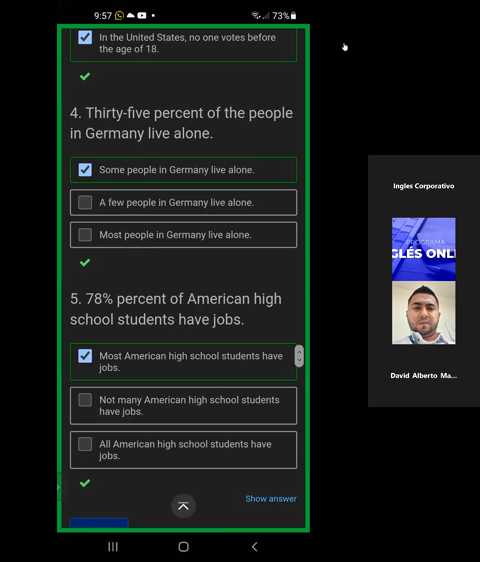 9:57
73%
In the United States, no one votes before
the age of 18.
4. Thirty-five percent of the people
in Germany live alone.
Some people in Germany live alone.
A few people in Germany live alone.
Most people in Germany live alone.
5. 78% percent of American high
school students have jobs.
Most American high school students have
jobs.
Not many American high school students
have jobs.
All American high school students have
jobs.
Show answer
Ingles Corporativo
PROGRAMA
GLÉS ONL
David Alberto Ma...